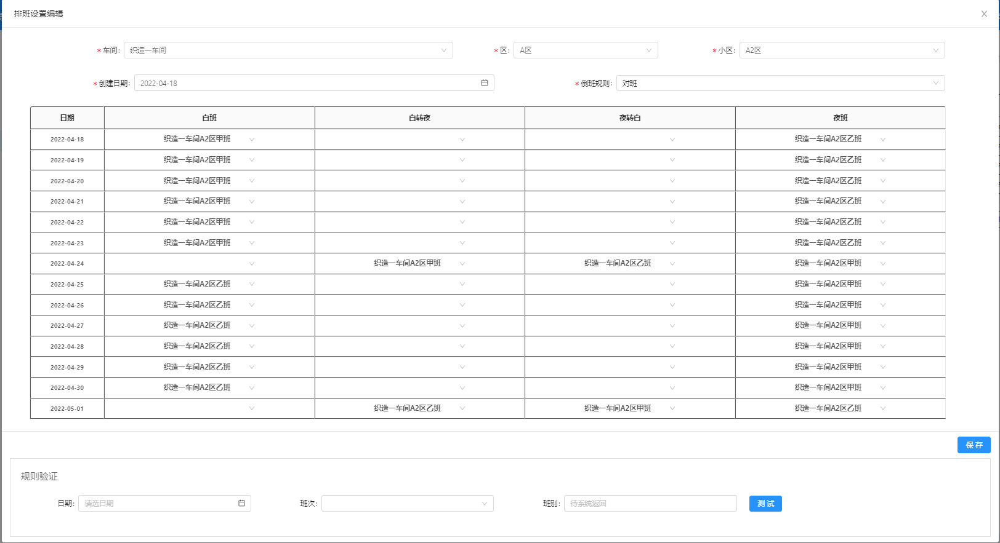 排班设置编辑
* 车间: 织造一车间 * 区: A区 * 小区: A2区
* 创建日期: 2022-04-18 * 倒班规则: 对班
日期 白班 白转夜 夜转白 夜班
2022-04-18 织造一车间A2区甲班 织造一车间A2区乙班
2022-04-19 织造一车间A2区甲班 织造一车间A2区乙班
2022-04-20 织造一车间A2区甲班 织造一车间A2区乙班
2022-04-21 织造一车间A2区甲班 织造一车间A2区乙班
2022-04-22 织造一车间A2区甲班 织造一车间A2区乙班
2022-04-23 织造一车间A2区甲班 织造一车间A2区乙班
2022-04-24 织造一车间A2区甲班 织造一车间A2区乙班 织造一车间A2区甲班
2022-04-25 织造一车间A2区乙班 织造一车间A2区甲班
2022-04-26 织造一车间A2区乙班 织造一车间A2区甲班
2022-04-27 织造一车间A2区乙班 织造一车间A2区甲班
2022-04-28 织造一车间A2区乙班 织造一车间A2区甲班
2022-04-29 织造一车间A2区乙班 织造一车间A2区甲班
2022-04-30 织造一车间A2区乙班 织造一车间A2区甲班
2022-05-01 织造一车间A2区乙班 织造一车间A2区甲班 织造一车间A2区乙班
保存
规则验证
日期: 请选日期 班次: 班别: 待系统返回 测试